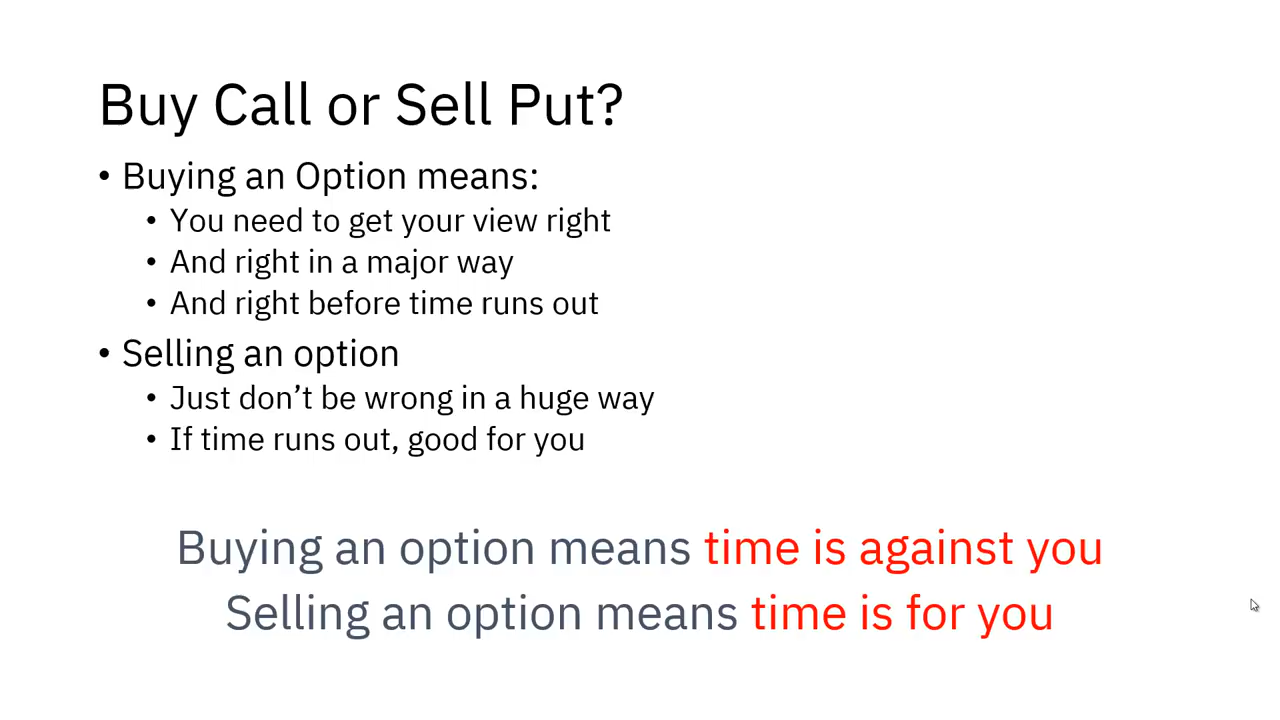 Buy Call or Sell Put?
• Buying an Option means:
• You need to get your view right
• And right in a major way
• And right before time runs out
• Selling an option
• Just don’t be wrong in a huge way
• If time runs out, good for you
Buying an option means time is against you
Selling an option means time is for you